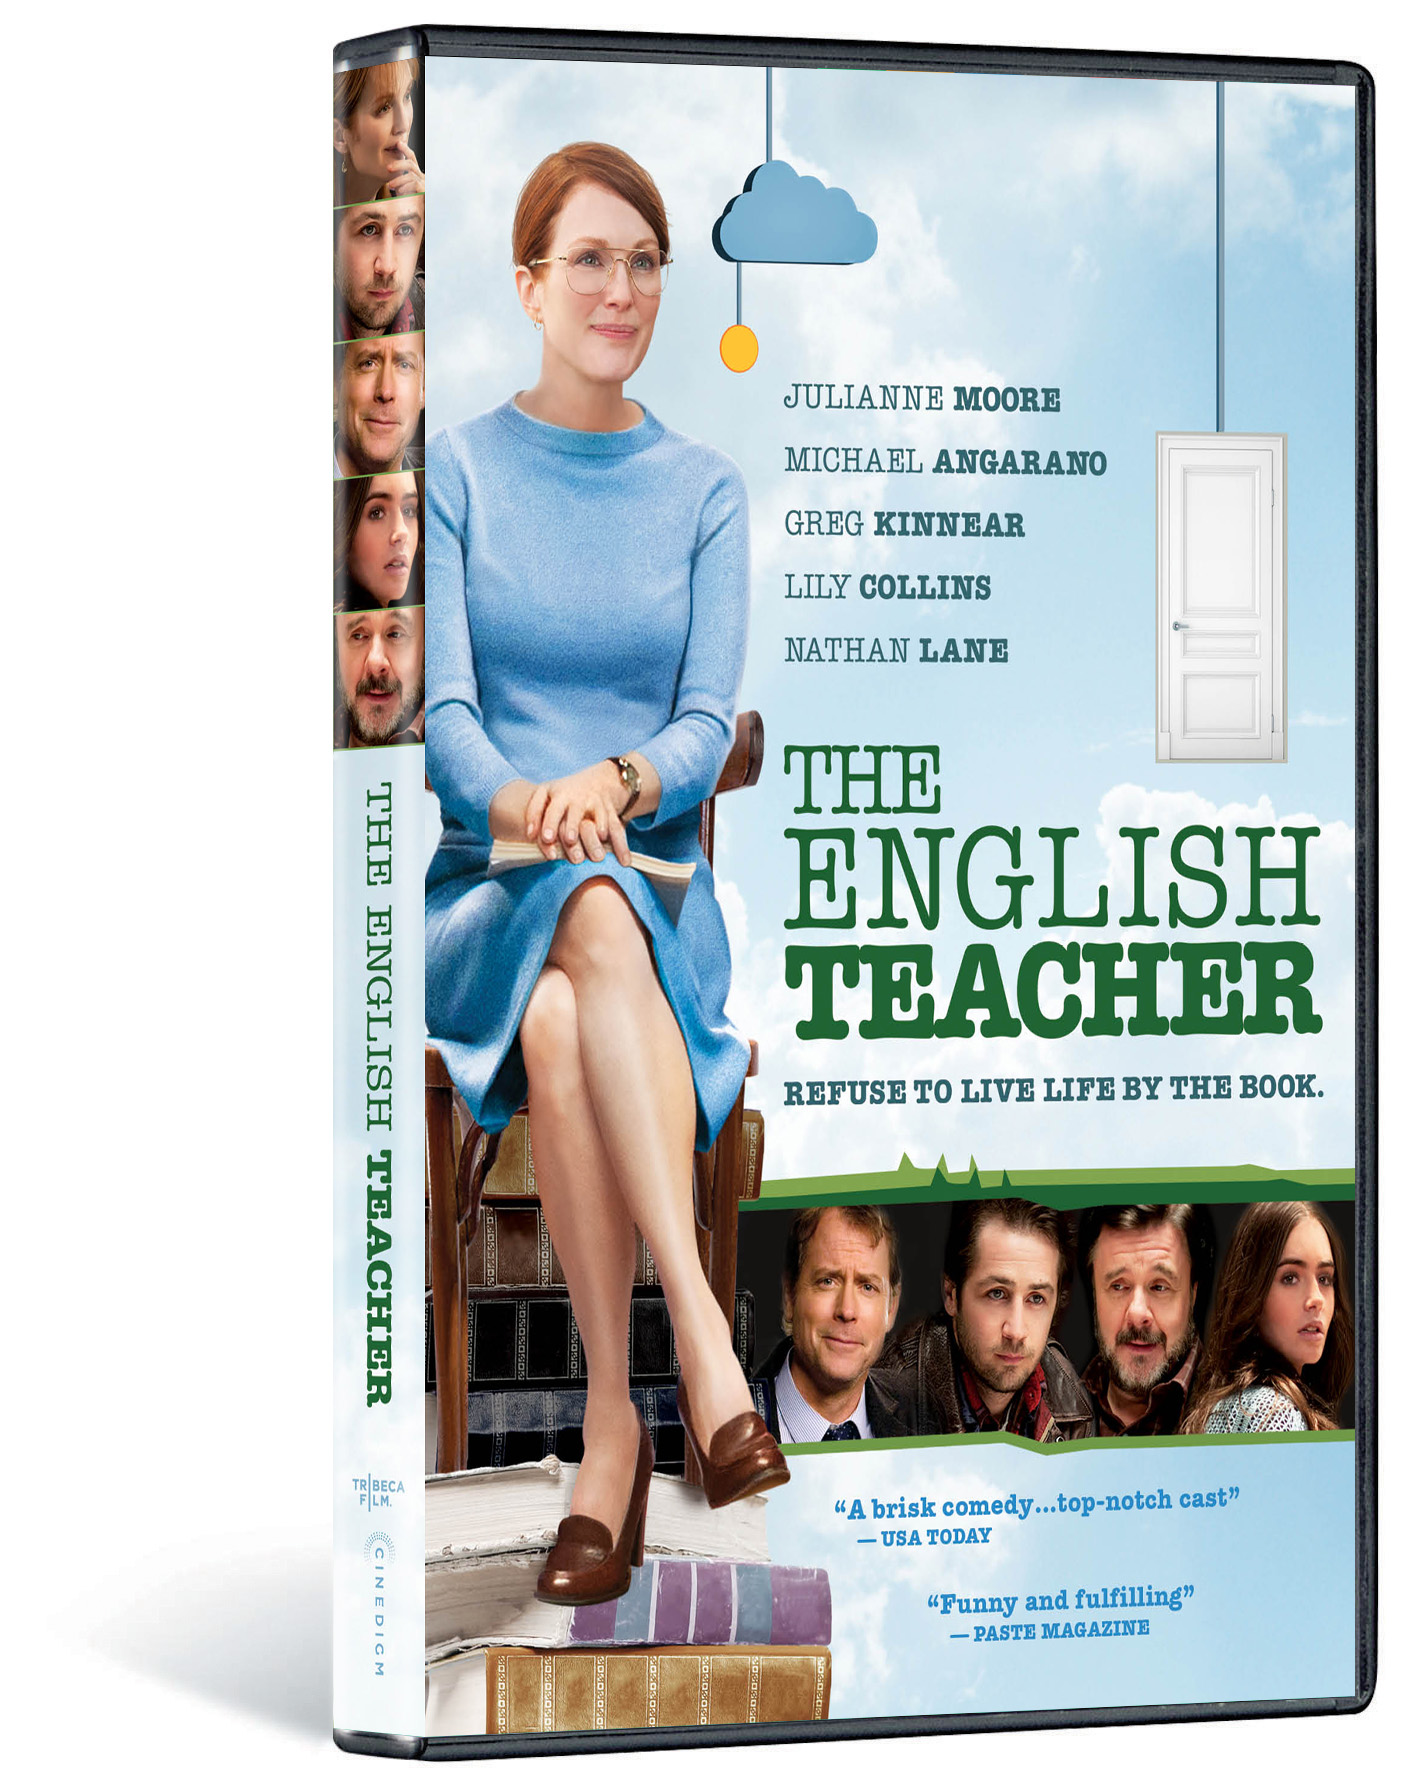 JULIANNE MOORE
MICHAEL ANGARANO
GREG KINNEAR
LILY COLLINS
NATHAN LANE
THE
ENGLISH
TEACHER
REFUSE TO LIVE LIFE BY THE BOOK.
“A brisk comedy...top-notch cast”
— USA TODAY
“Funny and fulfilling”
— PASTE MAGAZINE
THE ENGLISH TEACHER
TRIBECA
FILM.
CINEDIGM